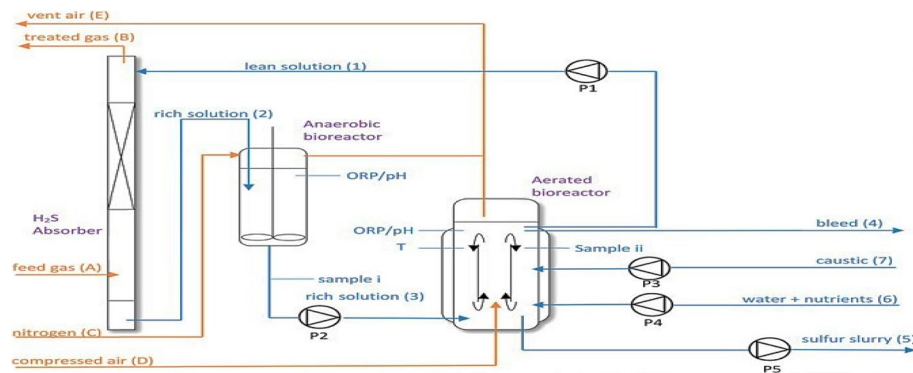 vent air (E)
treated gas (B)
lean solution (1)
P1
rich solution (2)
Anaerobic
bioreactor
ORP/pH
Aerated
bioreactor
H₂S
Absorber
ORP/pH
T
Sample ii
bleed (4)
feed gas (A)
sample i
caustic (7)
P3
rich solution (3)
water + nutrients (6)
P4
nitrogen (C)
P2
sulfur slurry (5)
compressed air (D)
P5